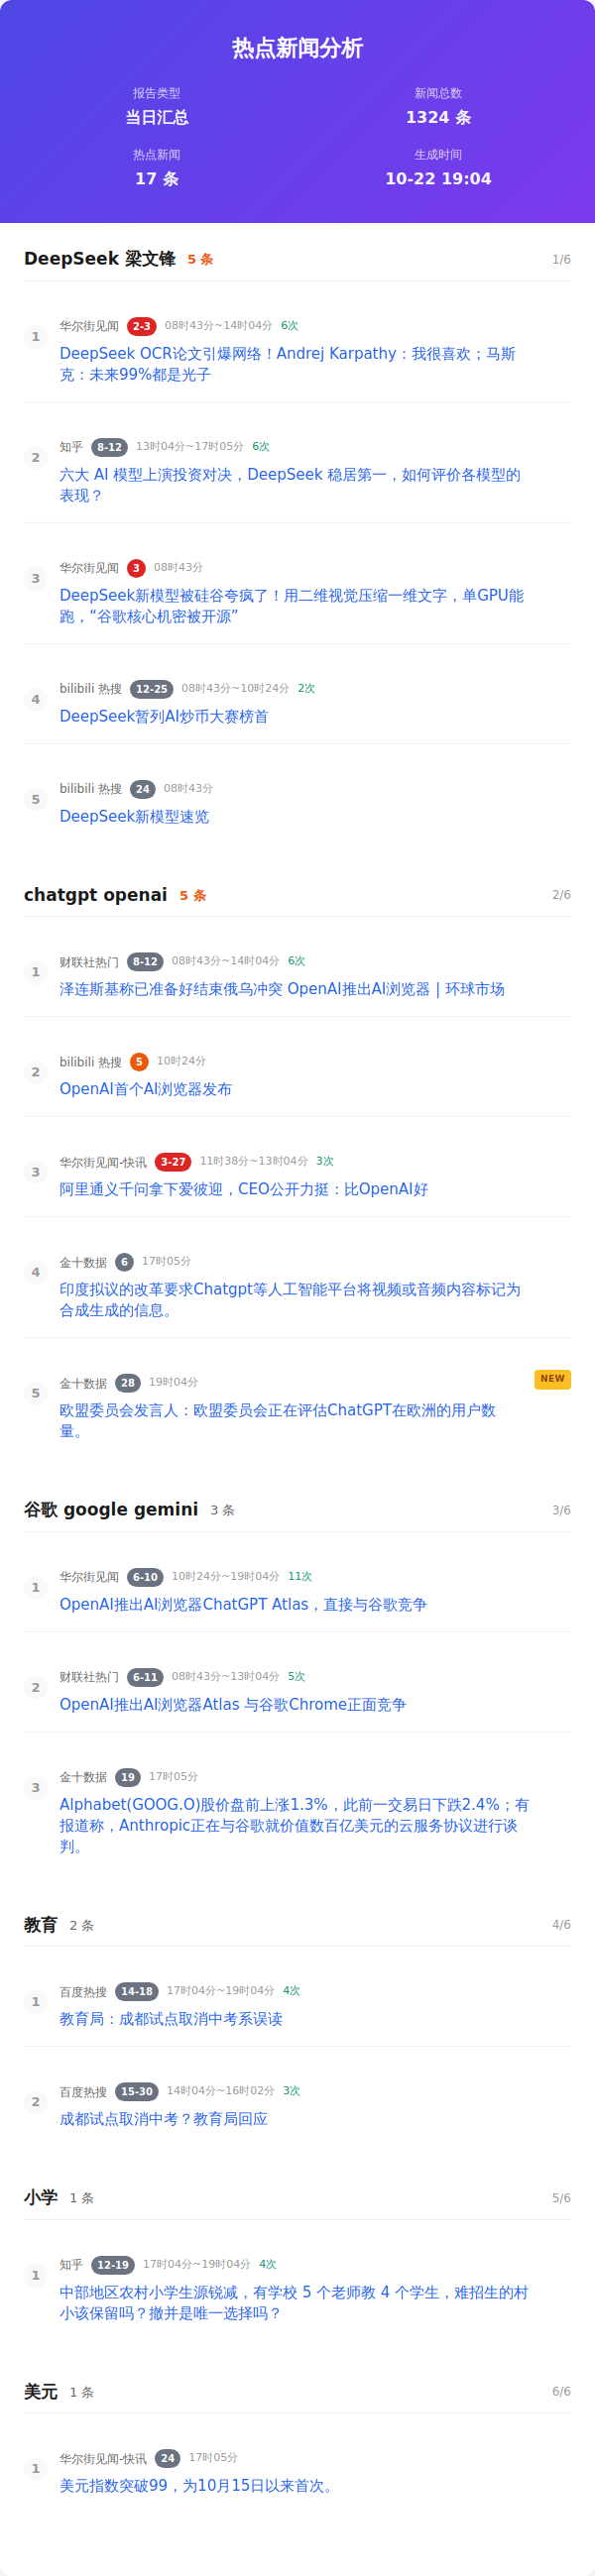 热点新闻分析
报告类型
新闻总数
当日汇总
1324 条
热点新闻
生成时间
17 条
10-22 19:04
DeepSeek 梁文锋 5 条 1/6
1
华尔街见闻 2-3 08时43分~14时04分 6次
DeepSeek OCR论文引爆网络！Andrej Karpathy：我很喜欢；马斯
克：未来99%都是光子
2
知乎 8-12 13时04分~17时05分 6次
六大 AI 模型上演投资对决，DeepSeek 稳居第一，如何评价各模型的
表现？
3
华尔街见闻 3 08时43分
DeepSeek新模型被硅谷夸疯了！用二维视觉压缩一维文字，单GPU能
跑，“谷歌核心机密被开源”
4
bilibili 热搜 12-25 08时43分~10时24分 2次
DeepSeek暂列AI炒币大赛榜首
5
bilibili 热搜 24 08时43分
DeepSeek新模型速览
chatgpt openai 5 条 2/6
1
财联社热门 8-12 08时43分~14时04分 6次
泽连斯基称已准备好结束俄乌冲突 OpenAI推出AI浏览器 | 环球市场
2
bilibili 热搜 5 10时24分
OpenAI首个AI浏览器发布
3
华尔街见闻-快讯 3-27 11时38分~13时04分 3次
阿里通义千问拿下爱彼迎，CEO公开力挺：比OpenAI好
4
金十数据 6 17时05分
印度拟议的改革要求Chatgpt等人工智能平台将视频或音频内容标记为
合成生成的信息。
5
金十数据 28 19时04分 NEW
欧盟委员会发言人：欧盟委员会正在评估ChatGPT在欧洲的用户数
量。
谷歌 google gemini 3 条 3/6
1
华尔街见闻 6-10 10时24分~19时04分 11次
OpenAI推出AI浏览器ChatGPT Atlas，直接与谷歌竞争
2
财联社热门 6-11 08时43分~13时04分 5次
OpenAI推出AI浏览器Atlas 与谷歌Chrome正面竞争
3
金十数据 19 17时05分
Alphabet(GOOG.O)股价盘前上涨1.3%，此前一交易日下跌2.4%；有
报道称，Anthropic正在与谷歌就价值数百亿美元的云服务协议进行谈
判。
教育 2 条 4/6
1
百度热搜 14-18 17时04分~19时04分 4次
教育局：成都试点取消中考系误读
2
百度热搜 15-30 14时04分~16时02分 3次
成都试点取消中考？教育局回应
小学 1 条 5/6
1
知乎 12-19 17时04分~19时04分 4次
中部地区农村小学生源锐减，有学校 5 个老师教 4 个学生，难招生的村
小该保留吗？撤并是唯一选择吗？
美元 1 条 6/6
1
华尔街见闻-快讯 24 17时05分
美元指数突破99，为10月15日以来首次。